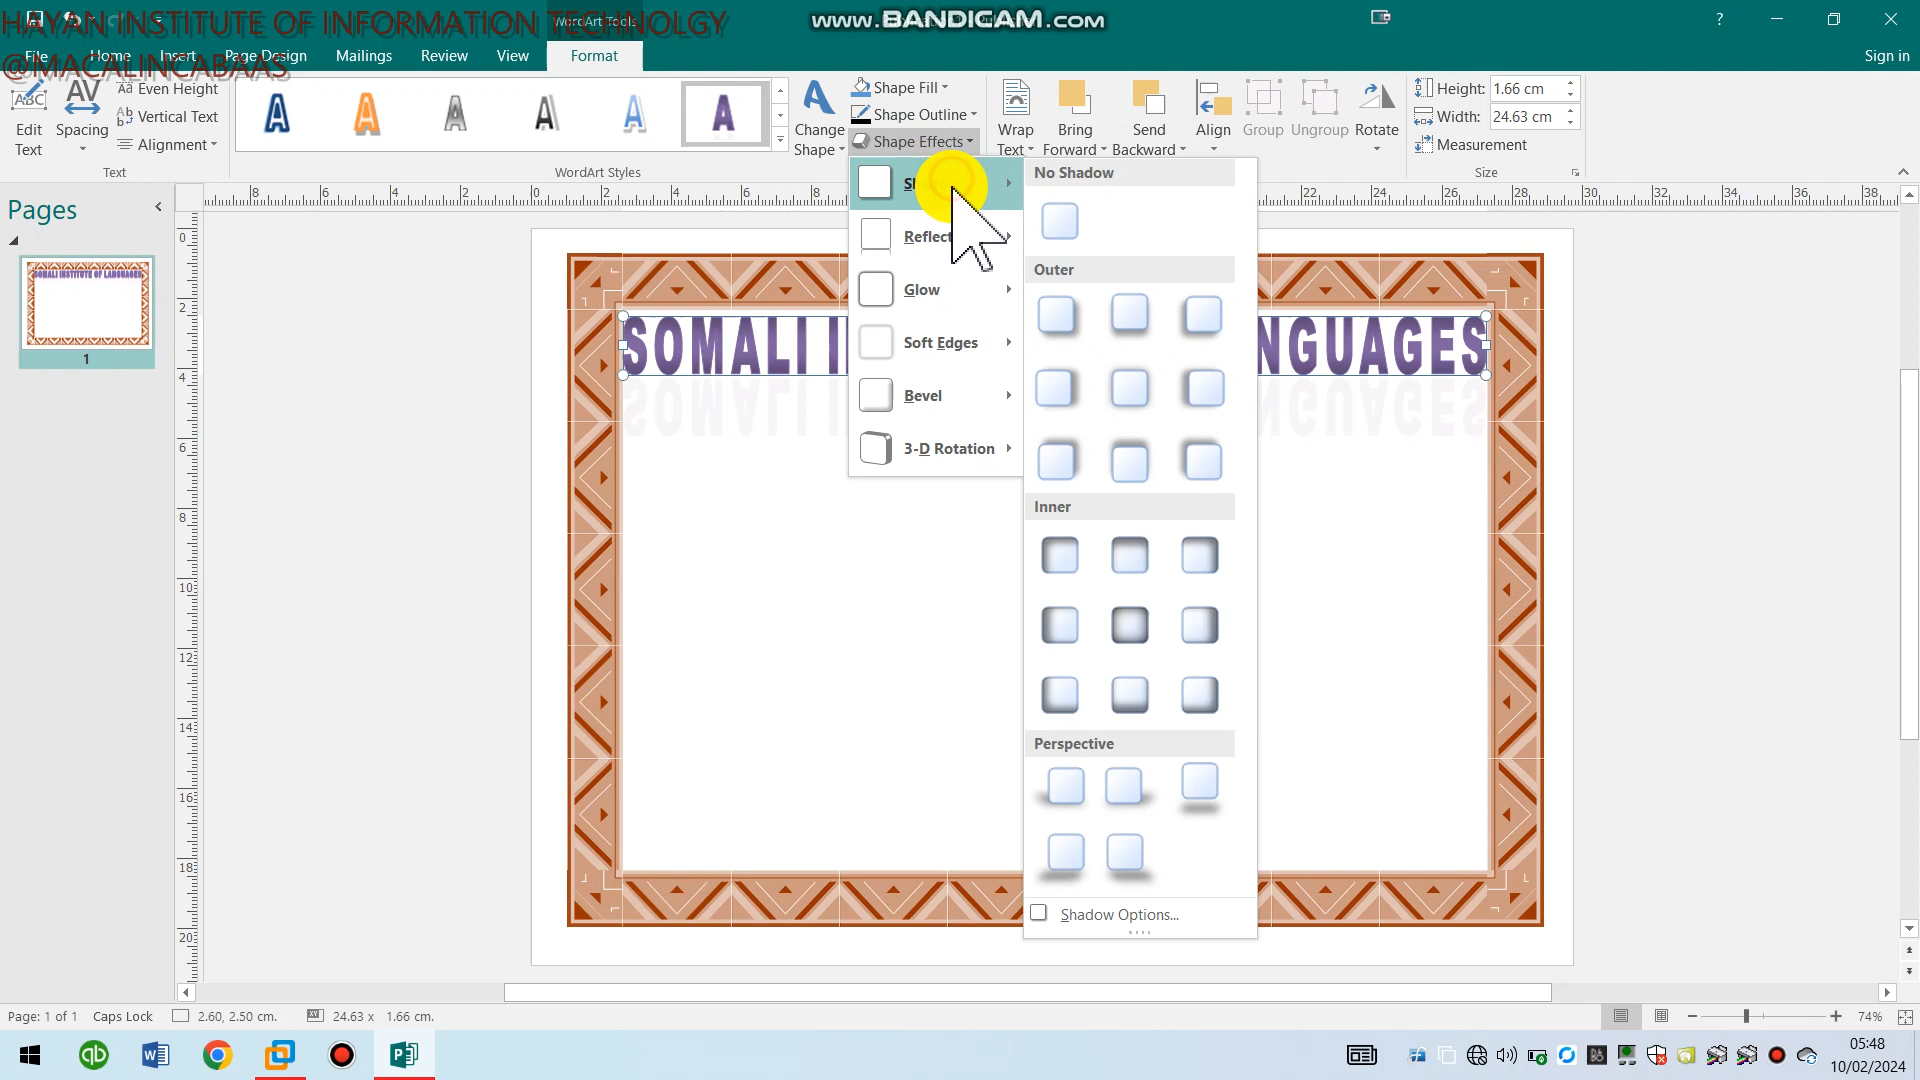 HAYAN INSTITUTE OF INFORMATION TECHNOLGY
WordArt Tools
www.BANDICAM.com
?
File
Home
Insert
Page Design
Mailings
Review
View
Format
Sign in
@MACALINCABAAS
Edit Text
Spacing
Even Height
Vertical Text
Alignment
Text
WordArt Styles
Change Shape
Shape Fill
Shape Outline
Shape Effects
Wrap Text
Bring Forward
Send Backward
Align
Group
Ungroup
Rotate
Height: 1.66 cm
Width: 24.63 cm
Measurement
Size
Pages
SOMALI INSTITUTE OF LANGUAGES
1
Glow
Soft Edges
Bevel
3-D Rotation
No Shadow
Outer
Inner
Perspective
Shadow Options...
SOMALI I
NGUAGES
Page: 1 of 1
Caps Lock
2.60, 2.50 cm.
24.63 x 1.66 cm.
74%
05:48
10/02/2024